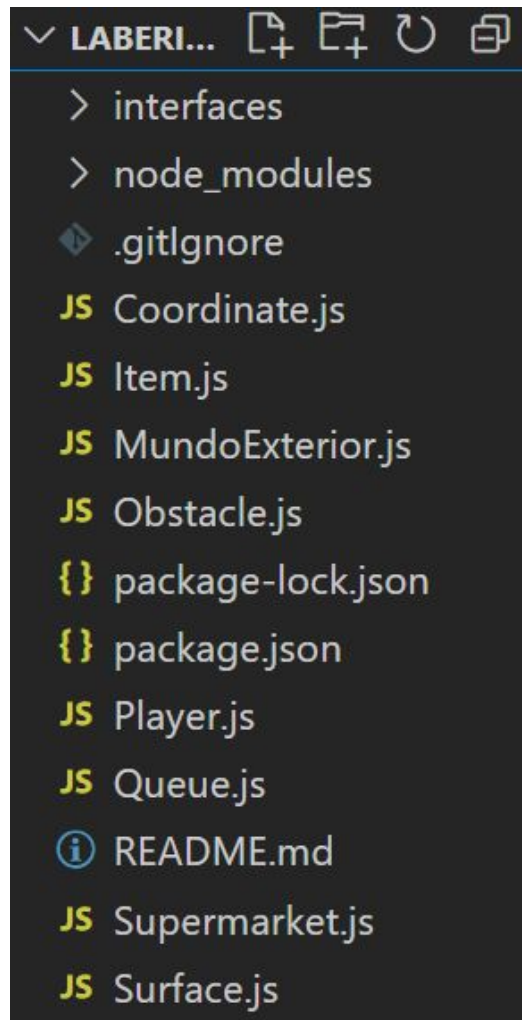 LABERI...
interfaces
node_modules
.gitIgnore
JS Coordinate.js
JS Item.js
JS MundoExterior.js
JS Obstacle.js
{} package-lock.json
{} package.json
JS Player.js
JS Queue.js
README.md
JS Supermarket.js
JS Surface.js